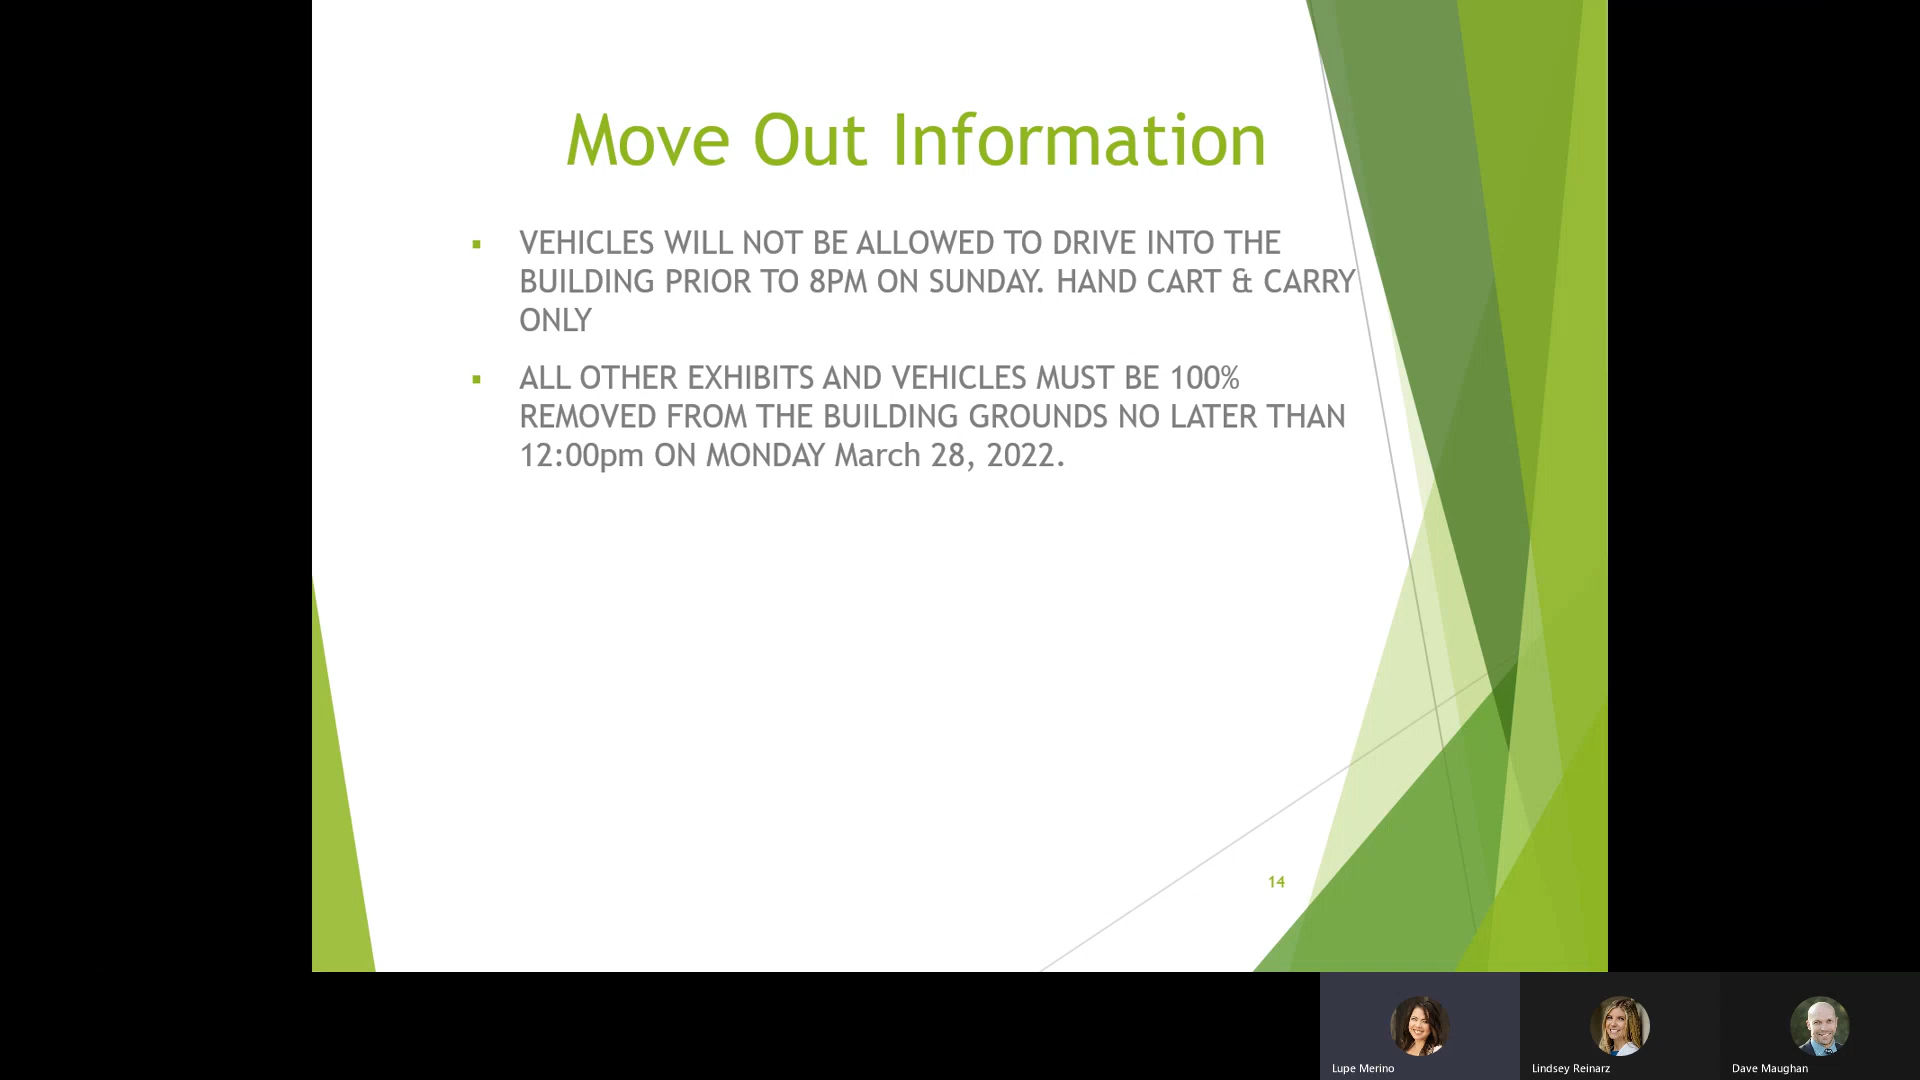 Move Out Information
▪ VEHICLES WILL NOT BE ALLOWED TO DRIVE INTO THE
BUILDING PRIOR TO 8PM ON SUNDAY. HAND CART & CARRY
ONLY
▪ ALL OTHER EXHIBITS AND VEHICLES MUST BE 100%
REMOVED FROM THE BUILDING GROUNDS NO LATER THAN
12:00pm ON MONDAY March 28, 2022.
14
Lupe Merino
Lindsey Reinarz
Dave Maughan